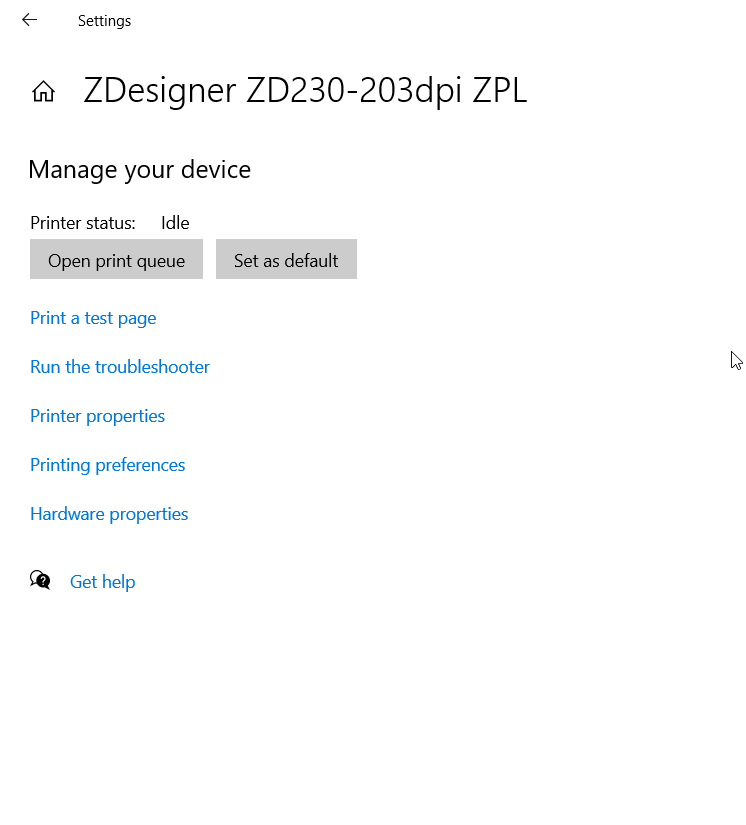 Settings
ZDesigner ZD230-203dpi ZPL
Manage your device
Printer status: Idle
Open print queue Set as default
Print a test page
Run the troubleshooter
Printer properties
Printing preferences
Hardware properties
Get help